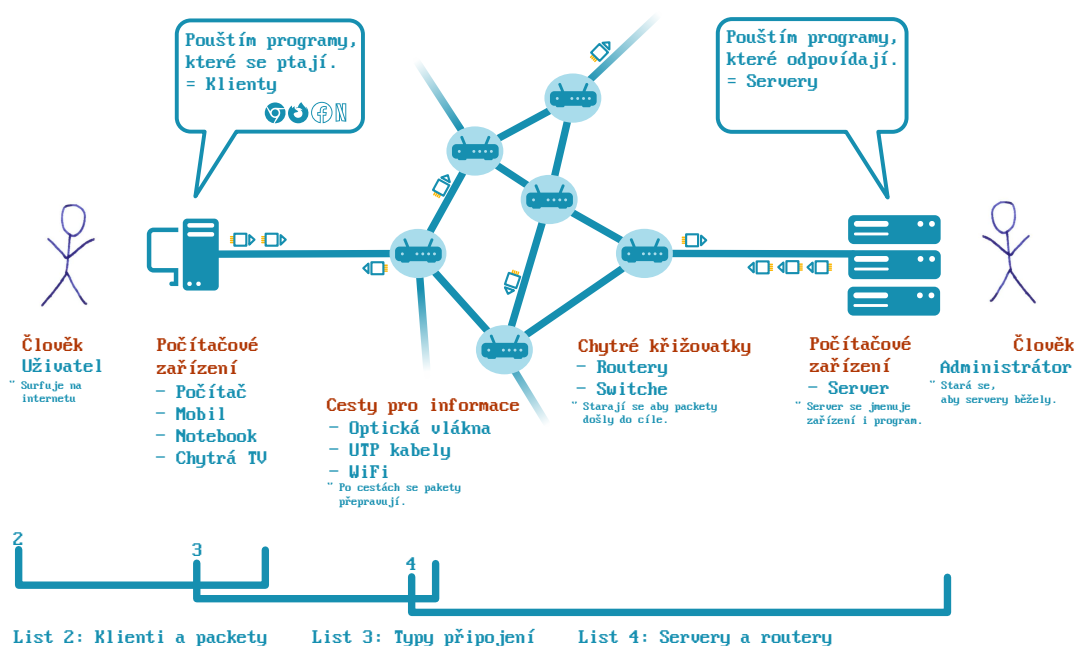 Pouštím programy,
které se ptají.
= Klienty
Pouštím programy,
které odpovídají.
= Servery
Člověk
Uživatel
" Surfuje na
internetu
Počítačové
zařízení
- Počítač
- Mobil
- Notebook
- Chytrá TV
Cesty pro informace
- Optická vlákna
- UTP kabely
- WiFi
" Po cestách se pakety
přepravují.
Chytré křižovatky
- Routery
- Switche
" Starají se aby packety
došly do cíle.
Počítačové
zařízení
- Server
" Server se jmenuje
zařízení i program.
Člověk
Administrátor
" Stará se,
aby servery běžely.
2
3
4
List 2: Klienti a packety
List 3: Typy připojení
List 4: Servery a routery